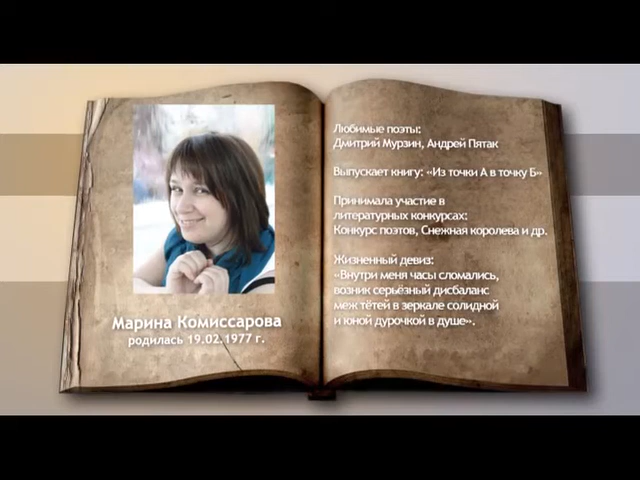 Марина Комиссарова
родилась 19.02.1977 г.
Любимые поэты:
Дмитрий Мурзин, Андрей Пятак
Выпускает книгу: «Из точки А в точку Б»
Принимала участие в
литературных конкурсах:
Конкурс поэтов, Снежная королева и др.
Жизненный девиз:
«Внутри меня часы сломались,
возник серьёзный дисбаланс
меж тётей в зеркале солидной
и юной дурочкой в душе».